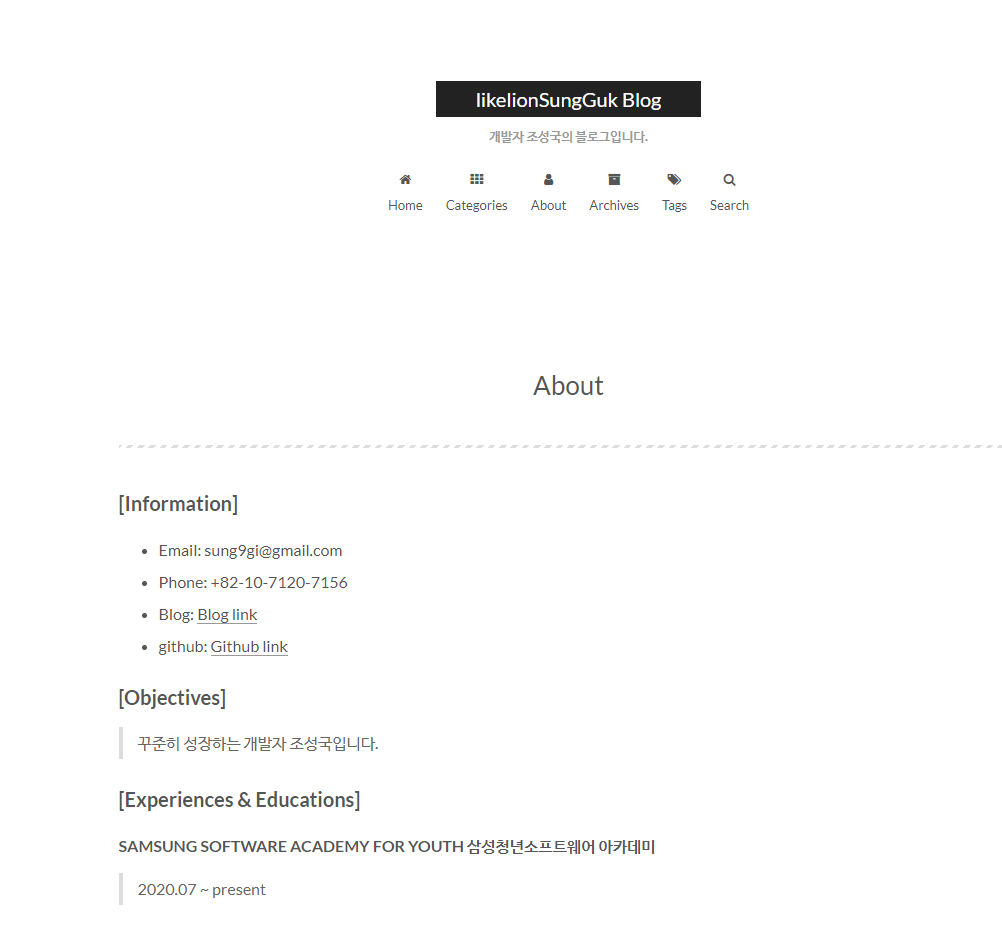 likelionSungGuk Blog
개발자 조성국의 블로그입니다.
Home Categories About Archives Tags Search
About
[Information]
Email: sung9gi@gmail.com
Phone: +82-10-7120-7156
Blog: Blog link
github: Github link
[Objectives]
꾸준히 성장하는 개발자 조성국입니다.
[Experiences & Educations]
SAMSUNG SOFTWARE ACADEMY FOR YOUTH 삼성청년소프트웨어 아카데미
2020.07 ~ present